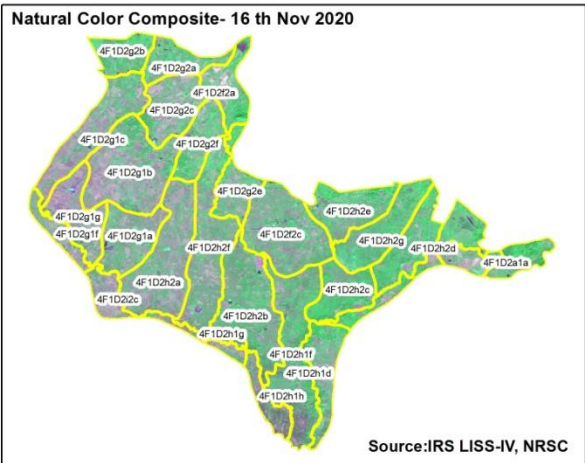 Natural Color Composite- 16 th Nov 2020
4F1D2g2b
4F1D2g2a
4F1D2f2a
4F1D2g2c
4F1D2g1c
4F1D2g2f
4F1D2g1b
4F1D2g2e
4F1D2h2e
4F1D2g1g
4F1D2g1f
4F1D2g1a
4F1D2f2c
4F1D2h2g
4F1D2h2f
4F1D2h2d
4F1D2a1a
4F1D2h2a
4F1D2h2c
4F1D2i2c
4F1D2h2b
4F1D2h1g
4F1D2h1f
4F1D2h1d
4F1D2h1h
Source:IRS LISS-IV, NRSC